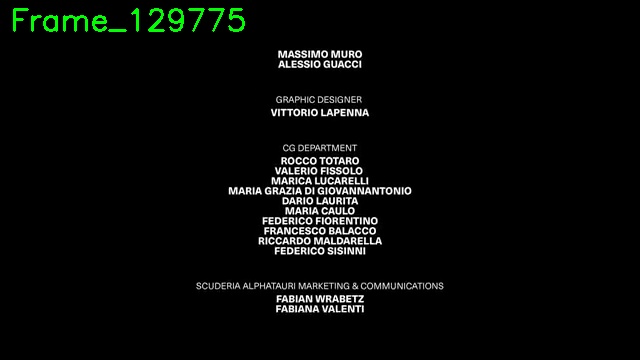 Frame_129775
MASSIMO MURO
ALESSIO GUACCI
GRAPHIC DESIGNER
VITTORIO LAPENNA
CG DEPARTMENT
ROCCO TOTARO
VALERIO FISSOLO
MARICA LUCARELLI
MARIA GRAZIA DI GIOVANNANTONIO
DARIO LAURITA
MARIA CAULO
FEDERICO FIORENTINO
FRANCESCO BALACCO
RICCARDO MALDARELLA
FEDERICO SISINNI
SCUDERIA ALPHATAURI MARKETING & COMMUNICATIONS
FABIAN WRABETZ
FABIANA VALENTI